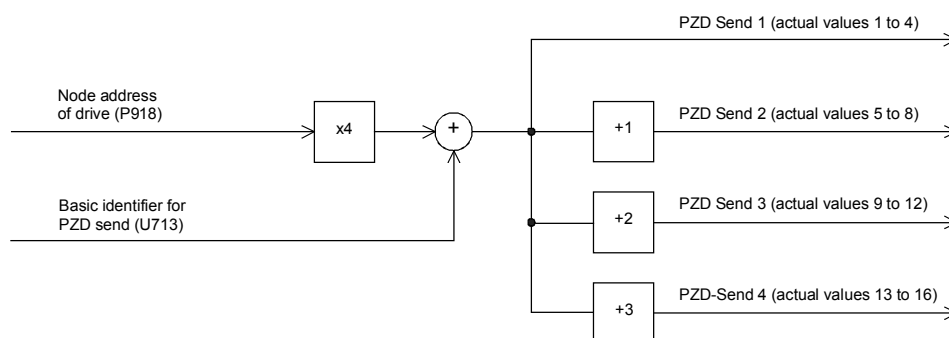 PZD Send 1 (actual values 1 to 4)
Node address
of drive (P918)
x4
+
+1
PZD Send 2 (actual values 5 to 8)
Basic identifier for
PZD send (U713)
+2
PZD Send 3 (actual values 9 to 12)
+3
PZD-Send 4 (actual values 13 to 16)